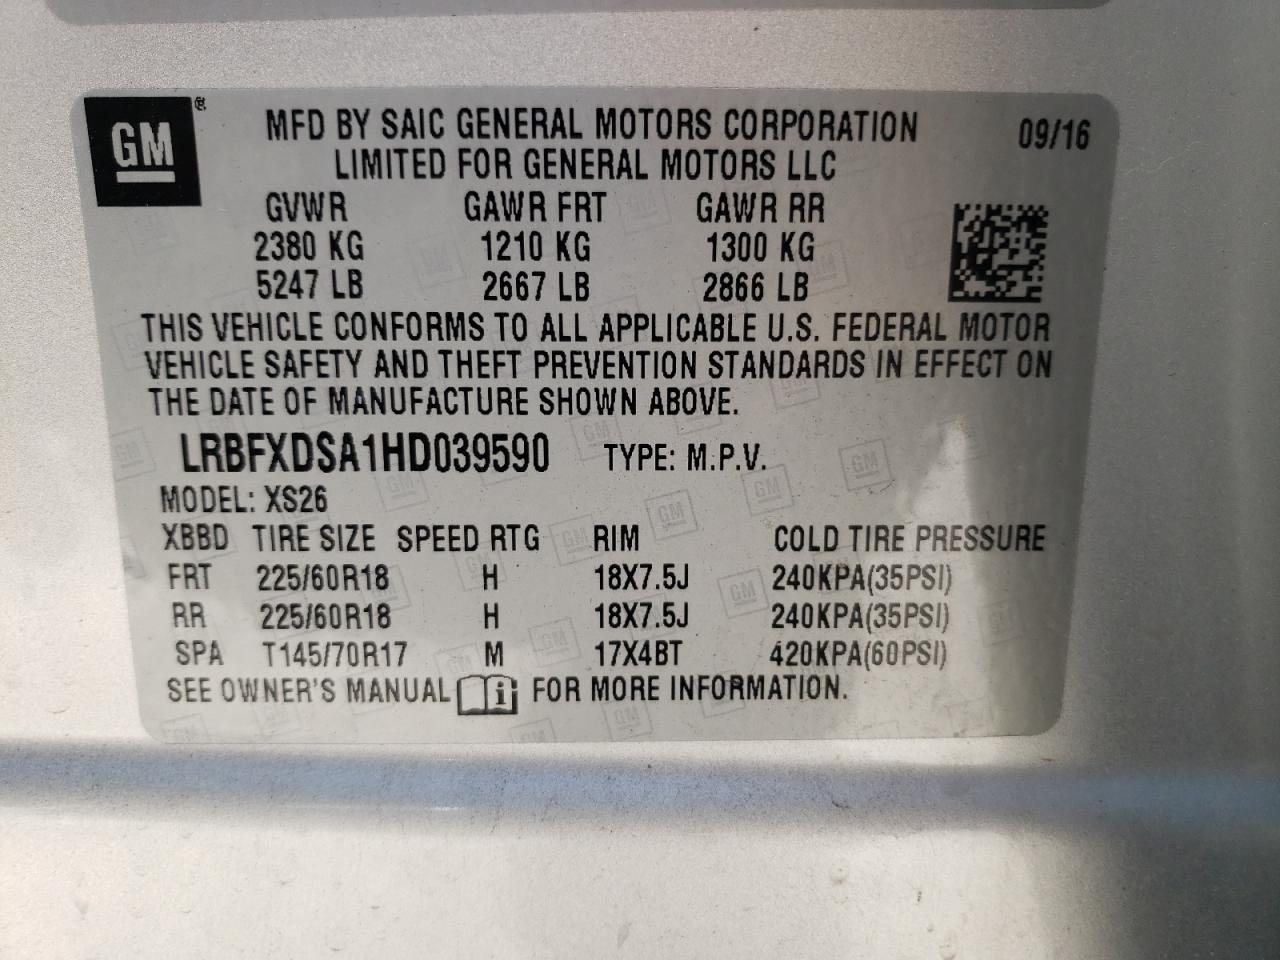 GM ®
MFD BY SAIC GENERAL MOTORS CORPORATION
LIMITED FOR GENERAL MOTORS LLC
09/16
GVWR GAWR FRT GAWR RR
2380 KG 1210 KG 1300 KG
5247 LB 2667 LB 2866 LB
THIS VEHICLE CONFORMS TO ALL APPLICABLE U.S. FEDERAL MOTOR
VEHICLE SAFETY AND THEFT PREVENTION STANDARDS IN EFFECT ON
THE DATE OF MANUFACTURE SHOWN ABOVE.
LRBFXDSA1HD039590 TYPE: M.P.V.
MODEL: XS26
XBBD TIRE SIZE SPEED RTG RIM COLD TIRE PRESSURE
FRT 225/60R18 H 18X7.5J 240KPA(35PSI)
RR 225/60R18 H 18X7.5J 240KPA(35PSI)
SPA T145/70R17 M 17X4BT 420KPA(60PSI)
SEE OWNER'S MANUAL i FOR MORE INFORMATION.